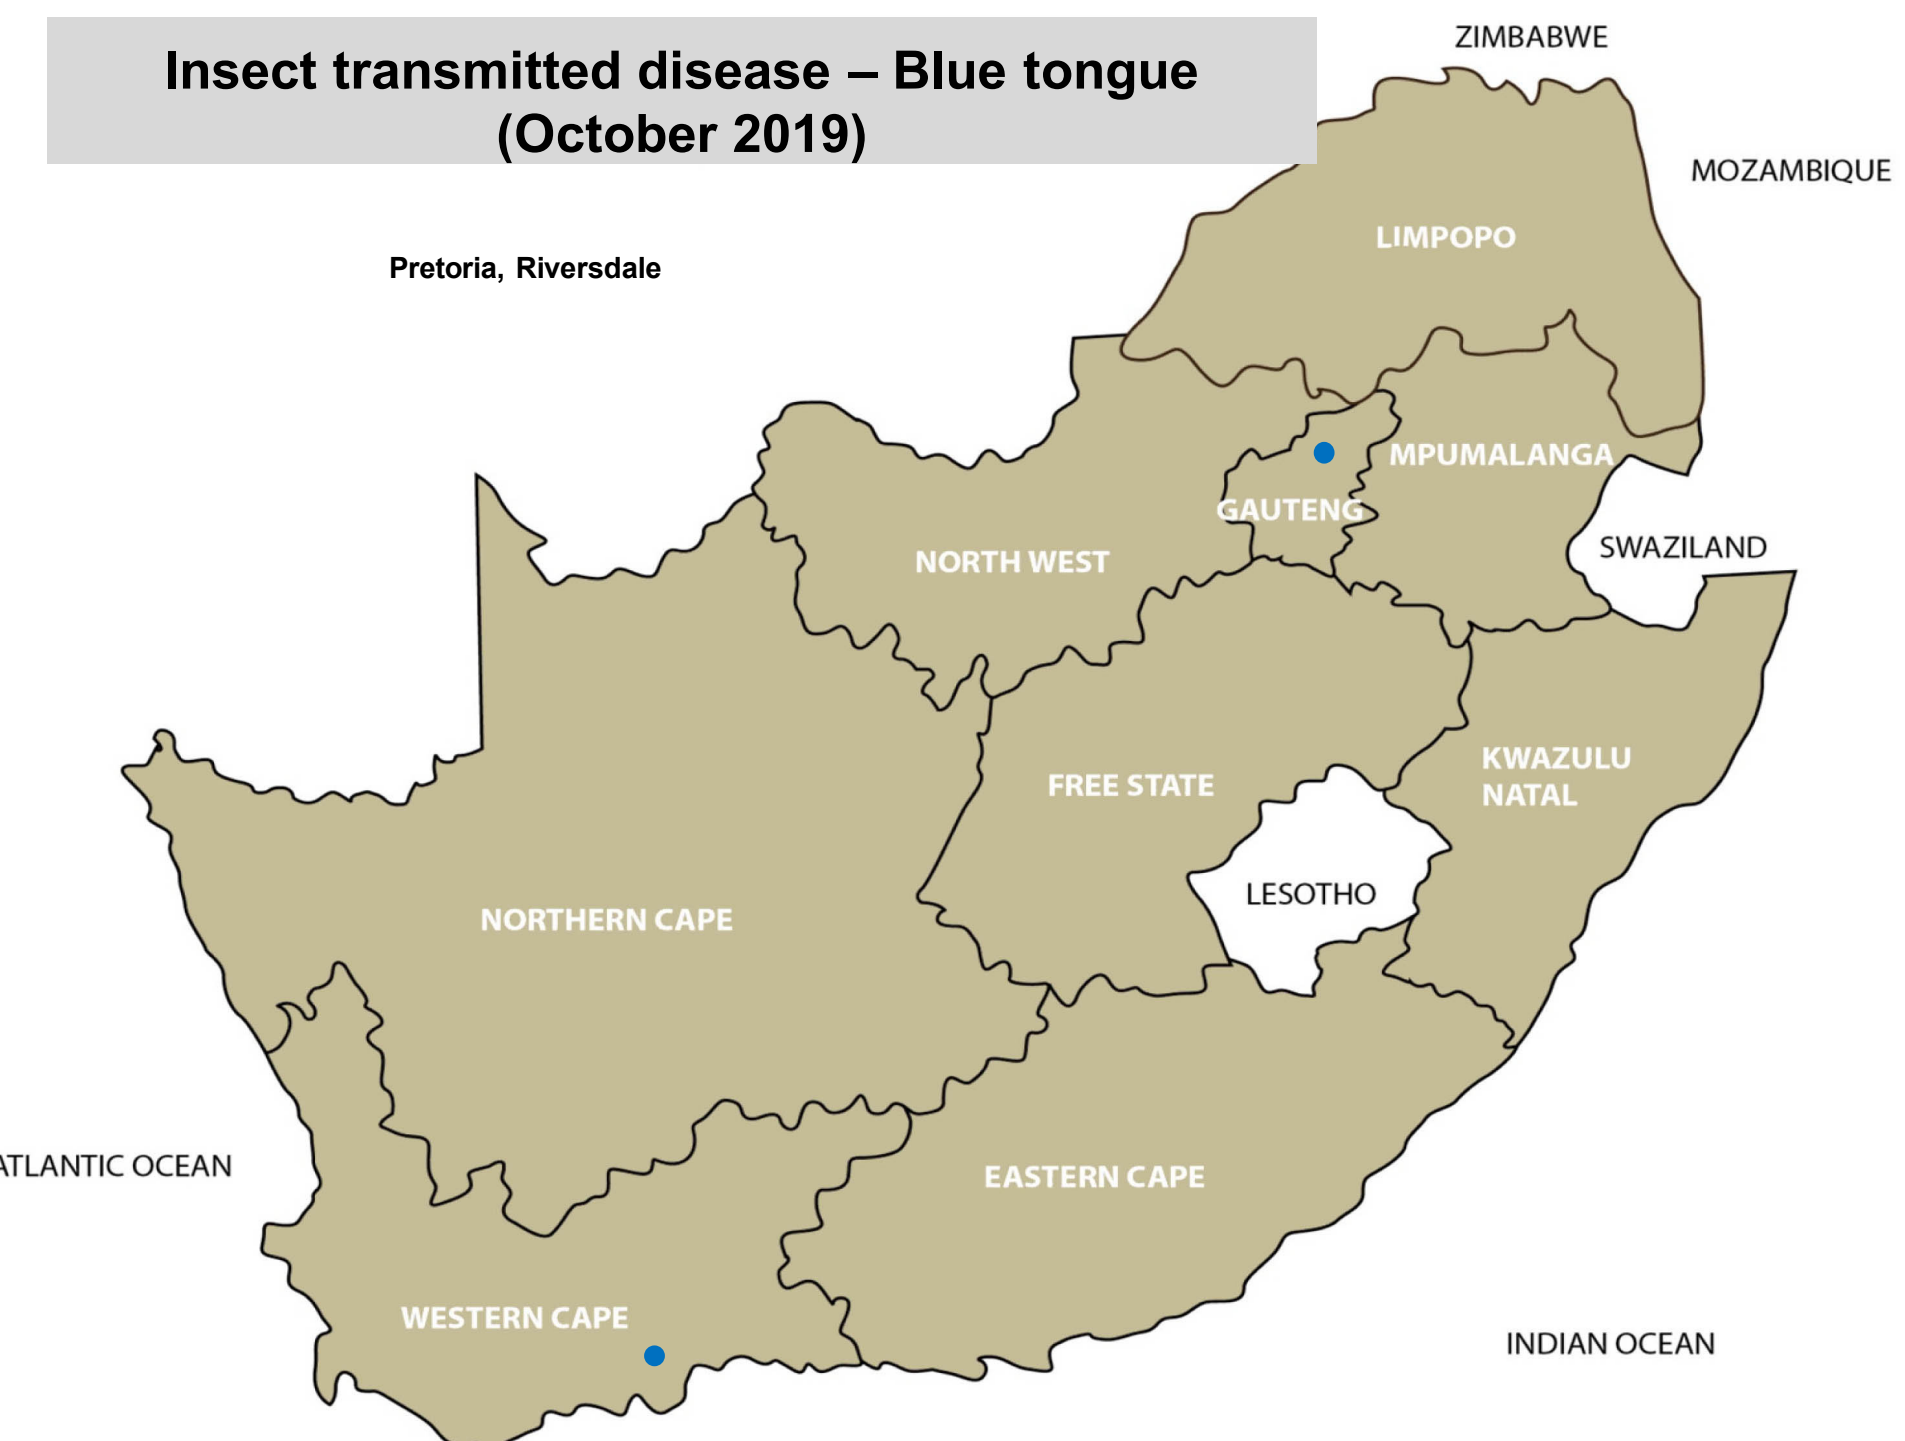 Insect transmitted disease – Blue tongue
(October 2019)
ZIMBABWE
MOZAMBIQUE
LIMPOPO
Pretoria, Riversdale
MPUMALANGA
GAUTENG
NORTH WEST
SWAZILAND
KWAZULU
NATAL
FREE STATE
LESOTHO
NORTHERN CAPE
ATLANTIC OCEAN
EASTERN CAPE
WESTERN CAPE
INDIAN OCEAN